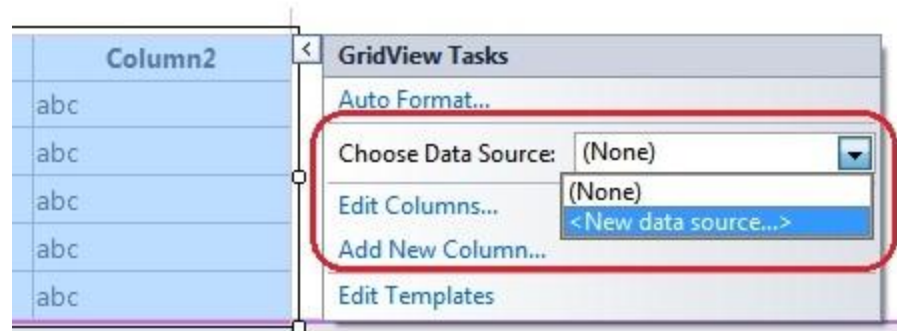 Column2
abc
abc
abc
abc
abc
GridView Tasks
Auto Format...
Choose Data Source: (None)
(None)
<New data source...>
Edit Columns...
Add New Column...
Edit Templates